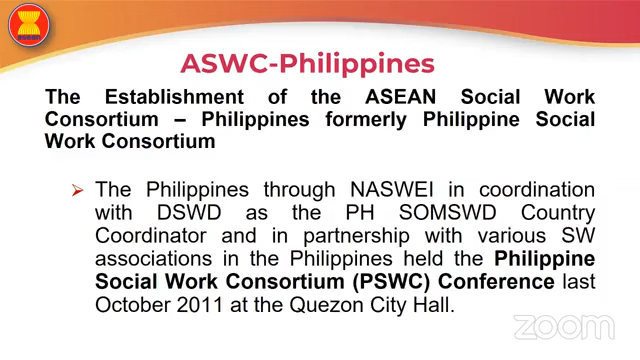 ASWC-Philippines
The Establishment of the ASEAN Social Work
Consortium – Philippines formerly Philippine Social
Work Consortium
➢ The Philippines through NASWEI in coordination
with DSWD as the PH SOMSWD Country
Coordinator and in partnership with various SW
associations in the Philippines held the Philippine
Social Work Consortium (PSWC) Conference last
October 2011 at the Quezon City Hall.
zoom